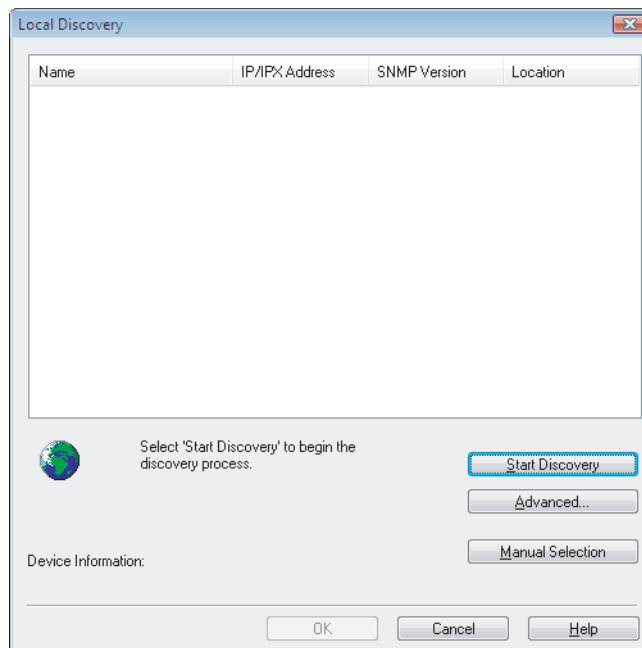 Local Discovery
Name IP/IPX Address SNMP Version Location
Select 'Start Discovery' to begin the
discovery process.
Start Discovery
Advanced...
Manual Selection
Device Information:
OK Cancel Help